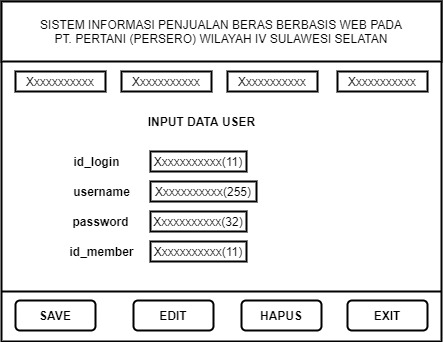 SISTEM INFORMASI PENJUALAN BERAS BERBASIS WEB PADA
PT. PERTANI (PERSERO) WILAYAH IV SULAWESI SELATAN
Xxxxxxxxxxx Xxxxxxxxxxx Xxxxxxxxxxx Xxxxxxxxxxx
INPUT DATA USER
id_login Xxxxxxxxxxx(11)
username Xxxxxxxxxxx(255)
password Xxxxxxxxxxx(32)
id_member Xxxxxxxxxxx(11)
SAVE EDIT HAPUS EXIT